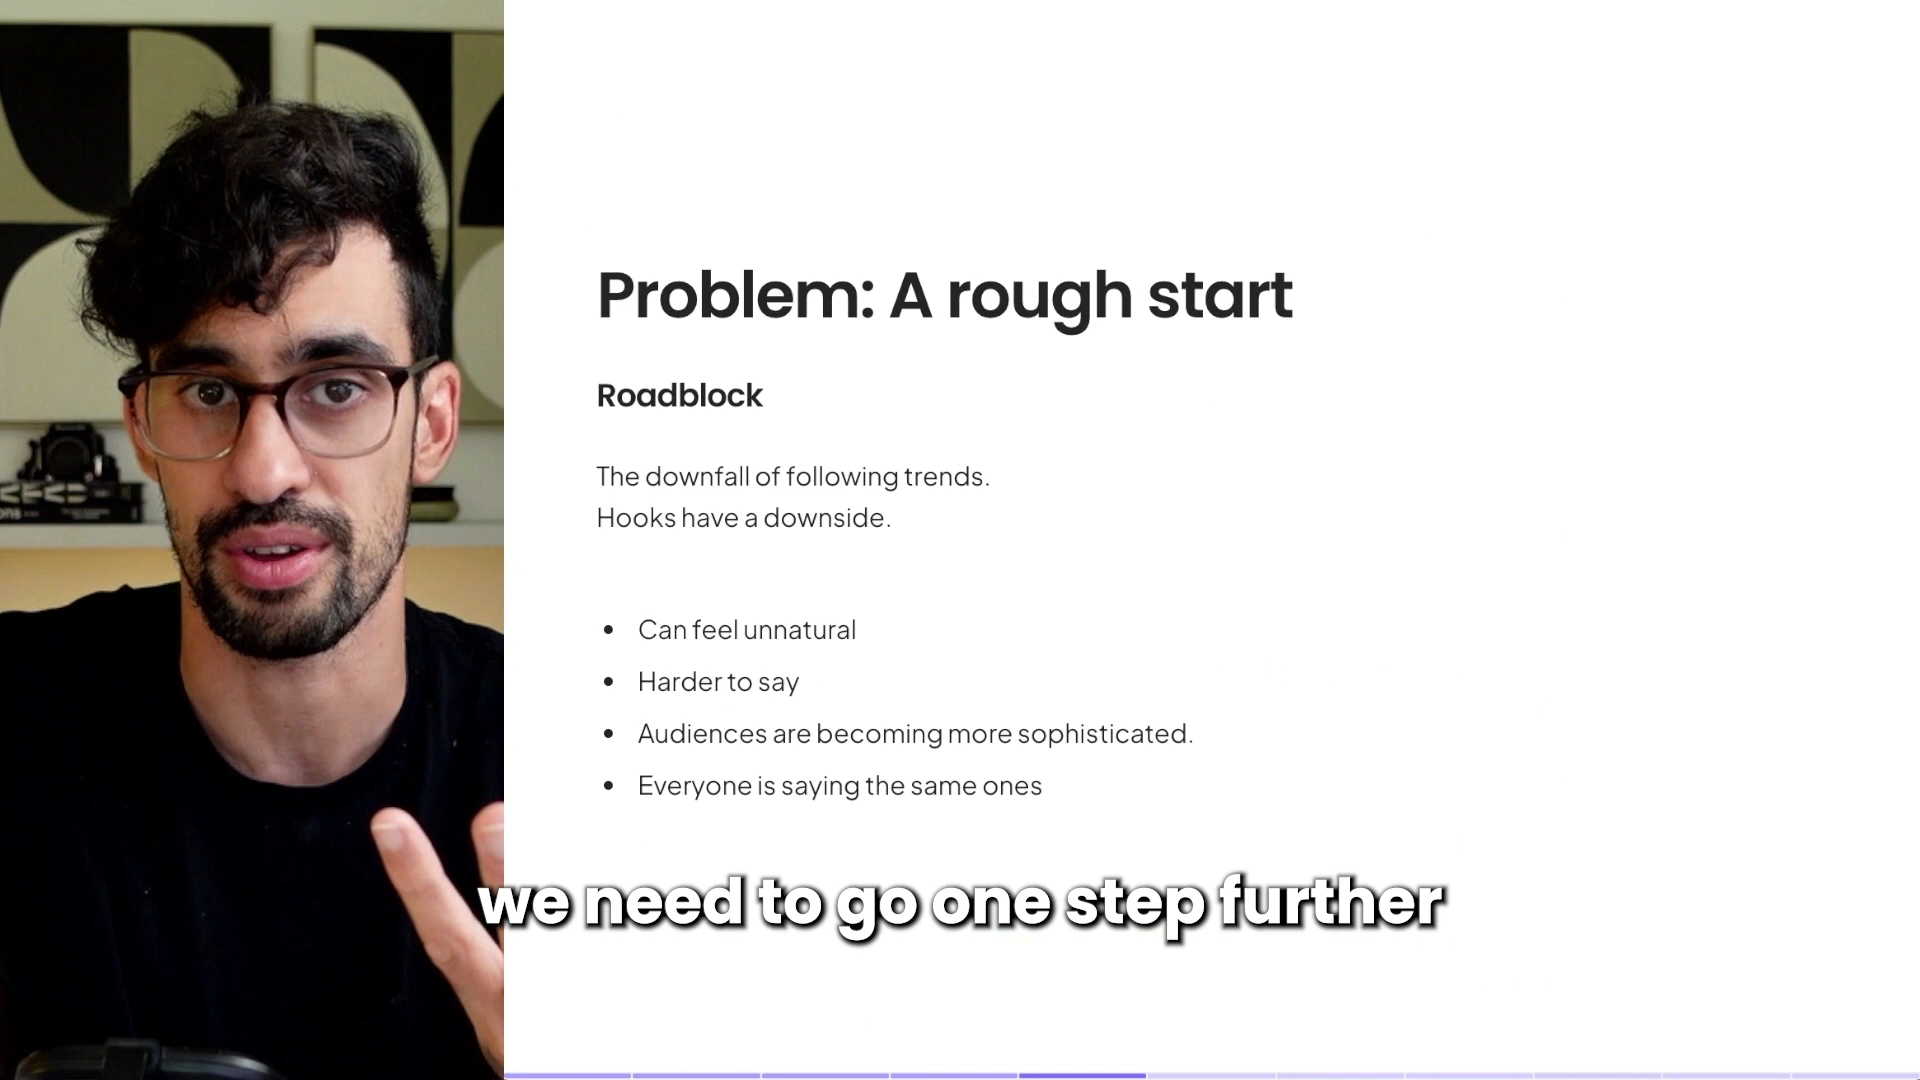 Problem: A rough start
Roadblock
The downfall of following trends.
Hooks have a downside.
• Can feel unnatural
• Harder to say
• Audiences are becoming more sophisticated.
• Everyone is saying the same ones
we need to go one step further